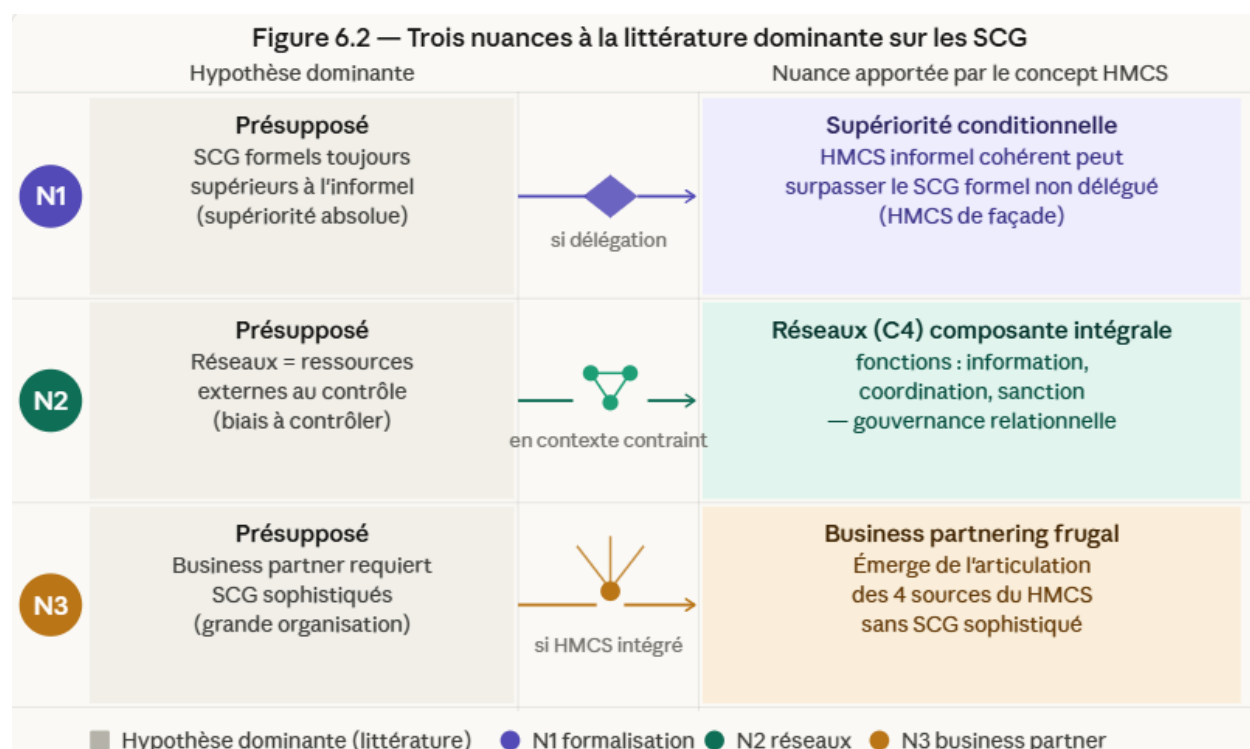 Figure 6.2 — Trois nuances à la littérature dominante sur les SCG
Hypothèse dominante
Nuance apportée par le concept HMCS
N1
Présupposé
SCG formels toujours
supérieurs à l'informel
(supériorité absolue)
si délégation
Supériorité conditionnelle
HMCS informel cohérent peut
surpasser le SCG formel non délégué
(HMCS de façade)
N2
Présupposé
Réseaux = ressources
externes au contrôle
(biais à contrôler)
en contexte contraint
Réseaux (C4) composante intégrale
fonctions : information,
coordination, sanction
— gouvernance relationnelle
N3
Présupposé
Business partner requiert
SCG sophistiqués
(grande organisation)
si HMCS intégré
Business partnering frugal
Émerge de l'articulation
des 4 sources du HMCS
sans SCG sophistiqué
Hypothèse dominante (littérature)
N1 formalisation
N2 réseaux
N3 business partner